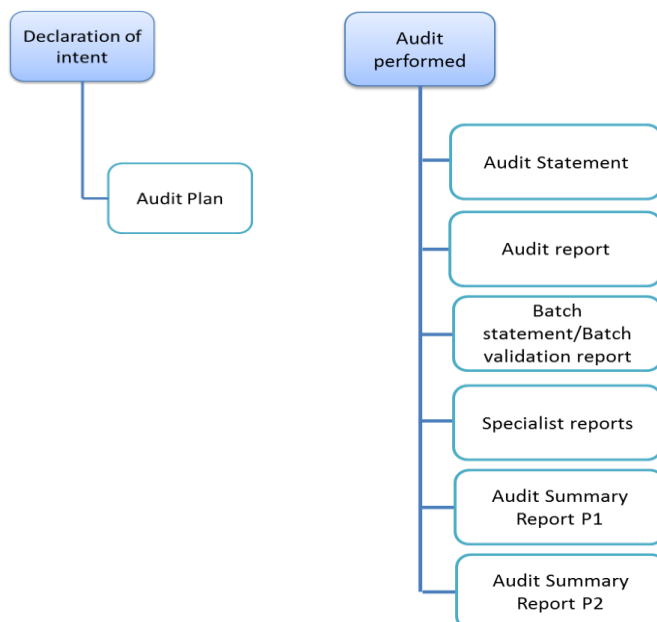 Declaration of
intent
Audit Plan
Audit
performed
Audit Statement
Audit report
Batch
statement/Batch
validation report
Specialist reports
Audit Summary
Report P1
Audit Summary
Report P2